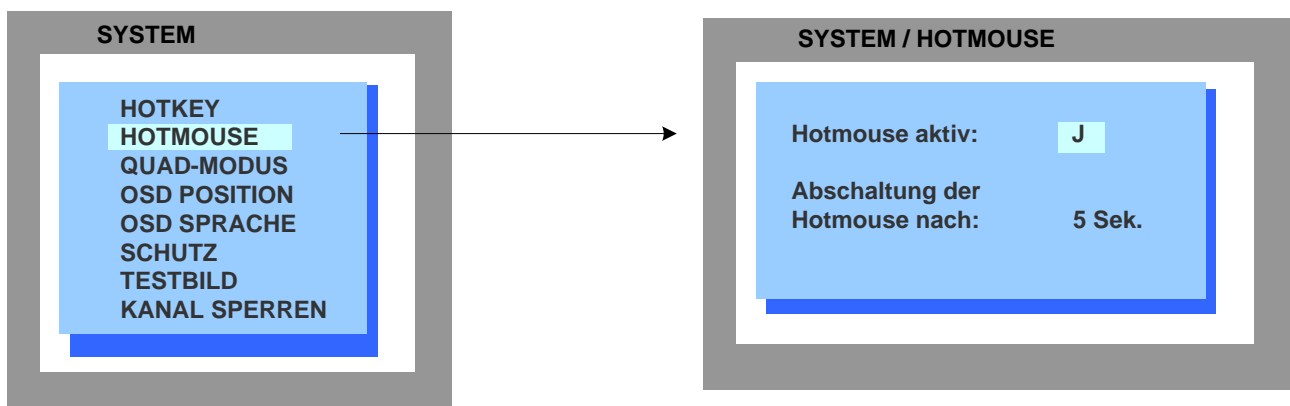 SYSTEM
HOTKEY
HOTMOUSE
QUAD-MODUS
OSD POSITION
OSD SPRACHE
SCHUTZ
TESTBILD
KANAL SPERREN
SYSTEM / HOTMOUSE
Hotmouse aktiv: J
Abschaltung der
Hotmouse nach: 5 Sek.